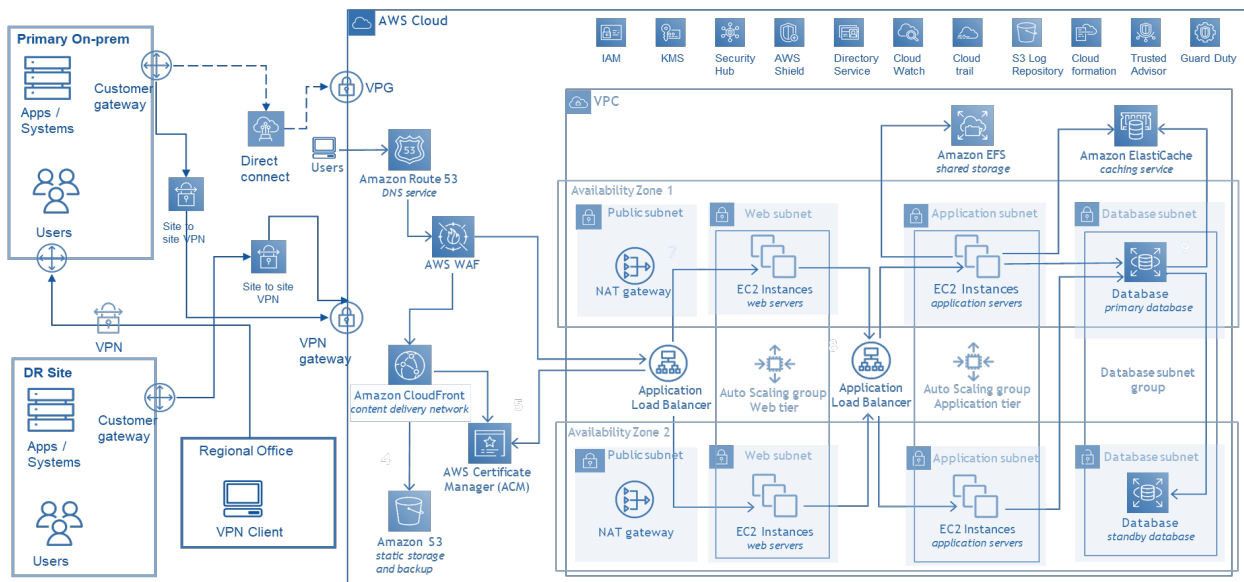 AWS Cloud
IAM
KMS
Security
Hub
AWS
Shield
Directory
Service
Cloud
Watch
Cloud
trail
S3 Log
Repository
Cloud
formation
Trusted
Advisor
Guard Duty
Primary On-prem
Apps /
Systems
Customer
gateway
Users
Direct
connect
VPG
Users
53
Amazon Route 53
DNS service
Site to
site VPN
Site to site
VPN
AWS WAF
VPN
gateway
VPN
DR Site
Apps /
Systems
Customer
gateway
Users
Regional Office
VPN Client
Amazon CloudFront
content delivery network
5
4
AWS Certificate
Manager (ACM)
Amazon S3
static storage
and backup
VPC
Amazon EFS
shared storage
Amazon ElastiCache
caching service
Availability Zone 1
Public subnet
NAT gateway
7
Web subnet
EC2 Instances
web servers
Application subnet
EC2 Instances
application servers
Database subnet
9
Database
primary database
Application
Load Balancer
Auto Scaling group
Web tier
8
Application
Load Balancer
Auto Scaling group
Application tier
Database subnet
group
Availability Zone 2
Public subnet
NAT gateway
Web subnet
EC2 Instances
web servers
Application subnet
EC2 Instances
application servers
Database subnet
Database
standby database